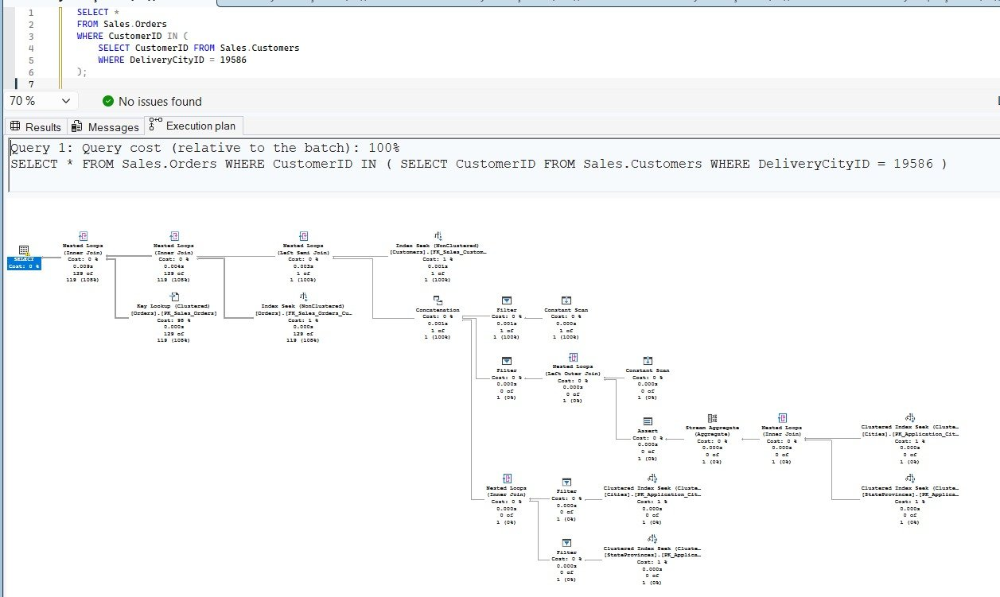 1 SELECT *
2 FROM Sales.Orders
3 WHERE CustomerID IN (
4 SELECT CustomerID FROM Sales.Customers
5 WHERE DeliveryCityID = 19586
6 );
7
70 %
No issues found
Results
Messages
Execution plan
Query 1: Query cost (relative to the batch): 100%
SELECT * FROM Sales.Orders WHERE CustomerID IN ( SELECT CustomerID FROM Sales.Customers WHERE DeliveryCityID = 19586 )
SELECT
Cost: 0 %
Nested Loops
(Inner Join)
Cost: 0 %
0.009s
129 of
119 (108%)
Nested Loops
(Inner Join)
Cost: 0 %
0.004s
129 of
119 (108%)
Nested Loops
(Left Semi Join)
Cost: 0 %
0.003s
1 of
1 (100%)
Index Seek (NonClustered)
[Customers].[FK_Sales_Custom…
Cost: 1 %
0.001s
1 of
1 (100%)
Key Lookup (Clustered)
[Orders].[PK_Sales_Orders]
Cost: 98 %
0.000s
129 of
119 (108%)
Index Seek (NonClustered)
[Orders].[FK_Sales_Orders_Cu…
Cost: 1 %
0.000s
129 of
119 (108%)
Concatenation
Cost: 0 %
0.001s
1 of
1 (100%)
Filter
Cost: 0 %
0.001s
1 of
1 (100%)
Constant Scan
Cost: 0 %
0.000s
1 of
1 (100%)
Filter
Cost: 0 %
0.000s
0 of
1 (0%)
Nested Loops
(Left Outer Join)
Cost: 0 %
0.000s
0 of
1 (0%)
Constant Scan
Cost: 0 %
0.000s
0 of
1 (0%)
Assert
Cost: 0 %
0.000s
0 of
1 (0%)
Stream Aggregate
(Aggregate)
Cost: 0 %
0.000s
0 of
1 (0%)
Nested Loops
(Inner Join)
Cost: 0 %
0.000s
0 of
1 (0%)
Clustered Index Seek (Cluste…
[Cities].[PK_Application_Cit…
Cost: 1 %
0.000s
0 of
1 (0%)
Clustered Index Seek (Cluste…
[StateProvinces].[PK_Applica…
Cost: 1 %
0.000s
0 of
1 (0%)
Nested Loops
(Inner Join)
Cost: 0 %
0.000s
0 of
1 (0%)
Filter
Cost: 0 %
0.000s
0 of
1 (0%)
Clustered Index Seek (Cluste…
[Cities].[PK_Application_Cit…
Cost: 1 %
0.000s
0 of
1 (0%)
Filter
Cost: 0 %
0.000s
0 of
1 (0%)
Clustered Index Seek (Cluste…
[StateProvinces].[PK_Applica…
Cost: 1 %
0.000s
0 of
1 (0%)